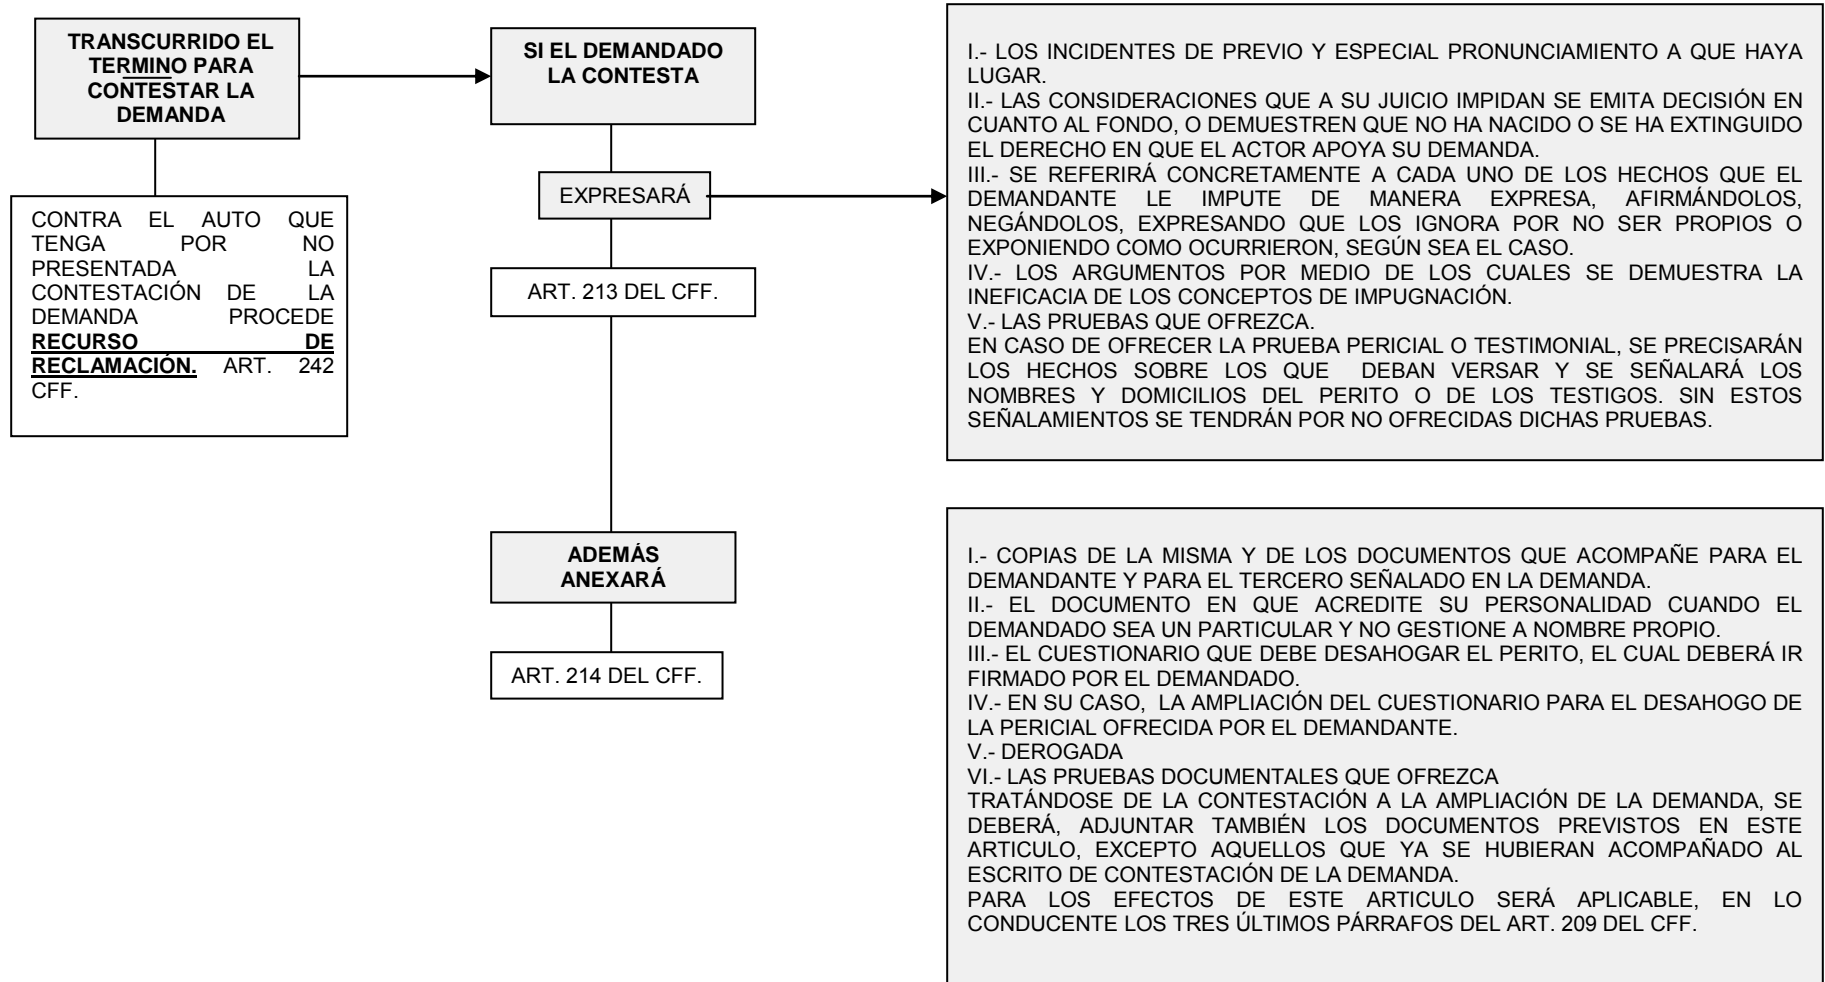 TRANSCURRIDO EL
TERMINO PARA
CONTESTAR LA
DEMANDA
CONTRA EL AUTO QUE
TENGA POR NO
PRESENTADA LA
CONTESTACIÓN DE LA
DEMANDA PROCEDE
RECURSO DE
RECLAMACIÓN. ART. 242
CFF.
SI EL DEMANDADO
LA CONTESTA
EXPRESARÁ
ART. 213 DEL CFF.
ADEMÁS
ANEXARÁ
ART. 214 DEL CFF.
I.- LOS INCIDENTES DE PREVIO Y ESPECIAL PRONUNCIAMIENTO A QUE HAYA
LUGAR.
II.- LAS CONSIDERACIONES QUE A SU JUICIO IMPIDAN SE EMITA DECISIÓN EN
CUANTO AL FONDO, O DEMUESTREN QUE NO HA NACIDO O SE HA EXTINGUIDO
EL DERECHO EN QUE EL ACTOR APOYA SU DEMANDA.
III.- SE REFERIRÁ CONCRETAMENTE A CADA UNO DE LOS HECHOS QUE EL
DEMANDANTE LE IMPUTE DE MANERA EXPRESA, AFIRMÁNDOLOS,
NEGÁNDOLOS, EXPRESANDO QUE LOS IGNORA POR NO SER PROPIOS O
EXPONIENDO COMO OCURRIERON, SEGÚN SEA EL CASO.
IV.- LOS ARGUMENTOS POR MEDIO DE LOS CUALES SE DEMUESTRA LA
INEFICACIA DE LOS CONCEPTOS DE IMPUGNACIÓN.
V.- LAS PRUEBAS QUE OFREZCA.
EN CASO DE OFRECER LA PRUEBA PERICIAL O TESTIMONIAL, SE PRECISARÁN
LOS HECHOS SOBRE LOS QUE DEBAN VERSAR Y SE SEÑALARÁ LOS
NOMBRES Y DOMICILIOS DEL PERITO O DE LOS TESTIGOS. SIN ESTOS
SEÑALAMIENTOS SE TENDRÁN POR NO OFRECIDAS DICHAS PRUEBAS.
I.- COPIAS DE LA MISMA Y DE LOS DOCUMENTOS QUE ACOMPAÑE PARA EL
DEMANDANTE Y PARA EL TERCERO SEÑALADO EN LA DEMANDA.
II.- EL DOCUMENTO EN QUE ACREDITE SU PERSONALIDAD CUANDO EL
DEMANDADO SEA UN PARTICULAR Y NO GESTIONE A NOMBRE PROPIO.
III.- EL CUESTIONARIO QUE DEBE DESAHOGAR EL PERITO, EL CUAL DEBERÁ IR
FIRMADO POR EL DEMANDADO.
IV.- EN SU CASO, LA AMPLIACIÓN DEL CUESTIONARIO PARA EL DESAHOGO DE
LA PERICIAL OFRECIDA POR EL DEMANDANTE.
V.- DEROGADA
VI.- LAS PRUEBAS DOCUMENTALES QUE OFREZCA
TRATÁNDOSE DE LA CONTESTACIÓN A LA AMPLIACIÓN DE LA DEMANDA, SE
DEBERÁ, ADJUNTAR TAMBIÉN LOS DOCUMENTOS PREVISTOS EN ESTE
ARTICULO, EXCEPTO AQUELLOS QUE YA SE HUBIERAN ACOMPAÑADO AL
ESCRITO DE CONTESTACIÓN DE LA DEMANDA.
PARA LOS EFECTOS DE ESTE ARTICULO SERÁ APLICABLE, EN LO
CONDUCENTE LOS TRES ÚLTIMOS PÁRRAFOS DEL ART. 209 DEL CFF.